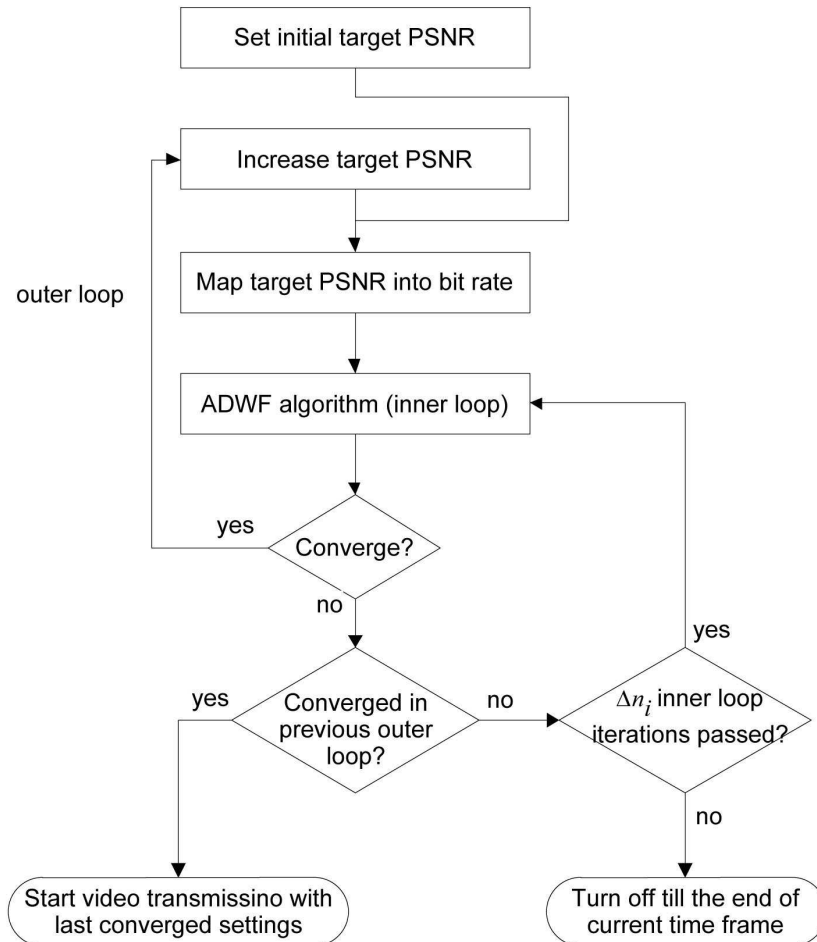 Set initial target PSNR
Increase target PSNR
outer loop
Map target PSNR into bit rate
ADWF algorithm (inner loop)
yes
Converge?
no
yes
yes
Converged in
previous outer
loop?
no
Δn_i inner loop
iterations passed?
no
Start video transmissino with
last converged settings
Turn off till the end of
current time frame